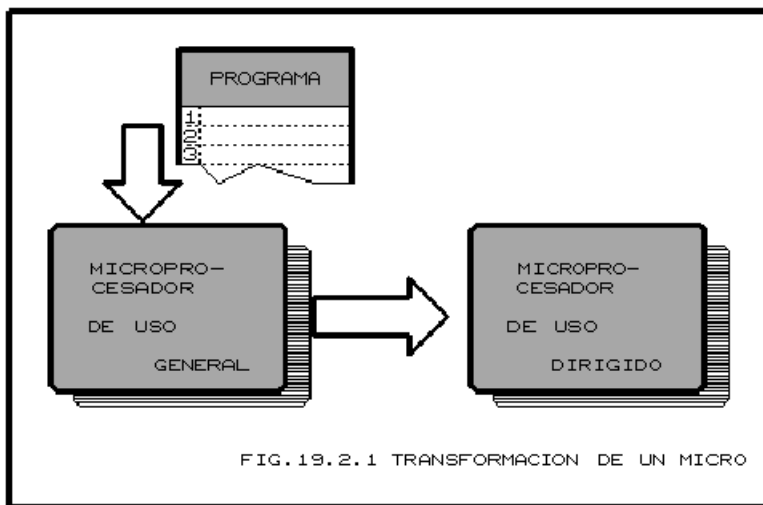 PROGRAMA
1
2
3
MICROPRO-
CESADOR
DE USO
GENERAL
MICROPRO-
CESADOR
DE USO
DIRIGIDO
FIG.19.2.1 TRANSFORMACION DE UN MICRO